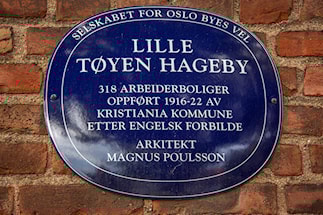 SELSKABET FOR OSLO BYES VEL
LILLE
TØYEN HAGEBY
318 ARBEIDERBOLIGER
OPPFØRT 1916-22 AV
KRISTIANIA KOMMUNE
ETTER ENGELSK FORBILDE
ARKITEKT
MAGNUS POULSSON